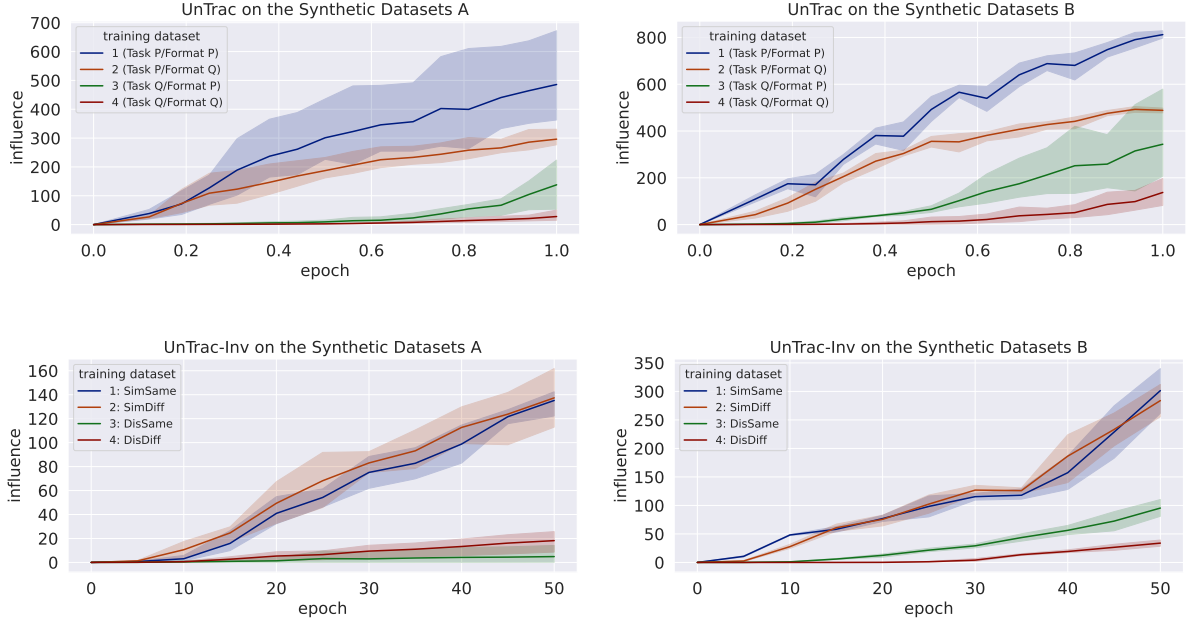 UnTrac on the Synthetic Datasets A
700
600
500
400
300
200
100
0
influence
training dataset
1 (Task P/Format P)
2 (Task P/Format Q)
3 (Task Q/Format P)
4 (Task Q/Format Q)
0.0 0.2 0.4 0.6 0.8 1.0
epoch
UnTrac on the Synthetic Datasets B
800
600
400
200
0
influence
training dataset
1 (Task P/Format P)
2 (Task P/Format Q)
3 (Task Q/Format P)
4 (Task Q/Format Q)
0.0 0.2 0.4 0.6 0.8 1.0
epoch
UnTrac-Inv on the Synthetic Datasets A
160
140
120
100
80
60
40
20
0
influence
training dataset
1: SimSame
2: SimDiff
3: DisSame
4: DisDiff
0 10 20 30 40 50
epoch
UnTrac-Inv on the Synthetic Datasets B
350
300
250
200
150
100
50
0
influence
training dataset
1: SimSame
2: SimDiff
3: DisSame
4: DisDiff
0 10 20 30 40 50
epoch